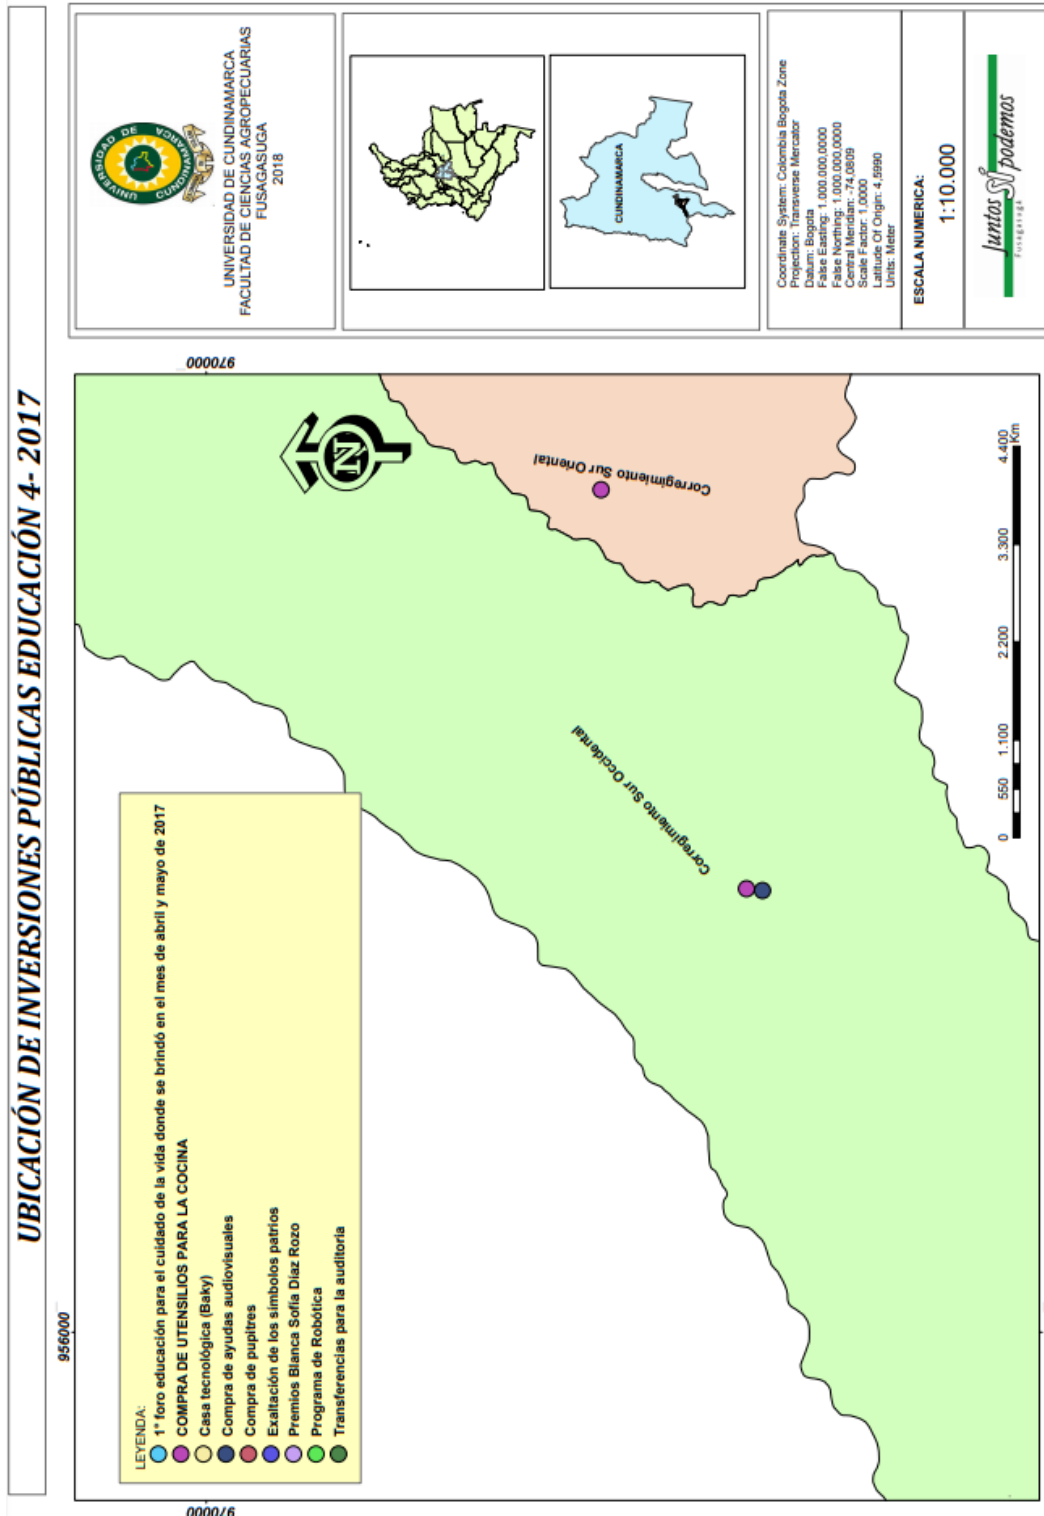 UBICACIÓN DE INVERSIONES PÚBLICAS EDUCACIÓN 4- 2017
956000
970000
970000
LEYENDA:
1° foro educación para el cuidado de la vida donde se brindó en el mes de abril y mayo de 2017
COMPRA DE UTENSILIOS PARA LA COCINA
Casa tecnológica (Baky)
Compra de ayudas audiovisuales
Compra de pupitres
Exaltación de los símbolos patrios
Premios Blanca Sofía Díaz Rozo
Programa de Robótica
Transferencias para la auditoria
N
Corregimiento Sur Occidental
Corregimiento Sur Oriental
0 550 1.100 2.200 3.300 4.400
Km
UNIVERSIDAD DE CUNDINAMARCA
UNIVERSIDAD DE CUNDINAMARCA
FACULTAD DE CIENCIAS AGROPECUARIAS
FUSAGASUGA
2018
CUNDINAMARCA
Coordinate System: Colombia Bogota Zone
Projection: Transverse Mercator
Datum: Bogota
False Easting: 1.000.000,0000
False Northing: 1.000.000,0000
Central Meridian: -74,0809
Scale Factor: 1,0000
Latitude Of Origin: 4,5990
Units: Meter
ESCALA NUMERICA:
1:10.000
Juntos SÍ podemos
Fusagasugá